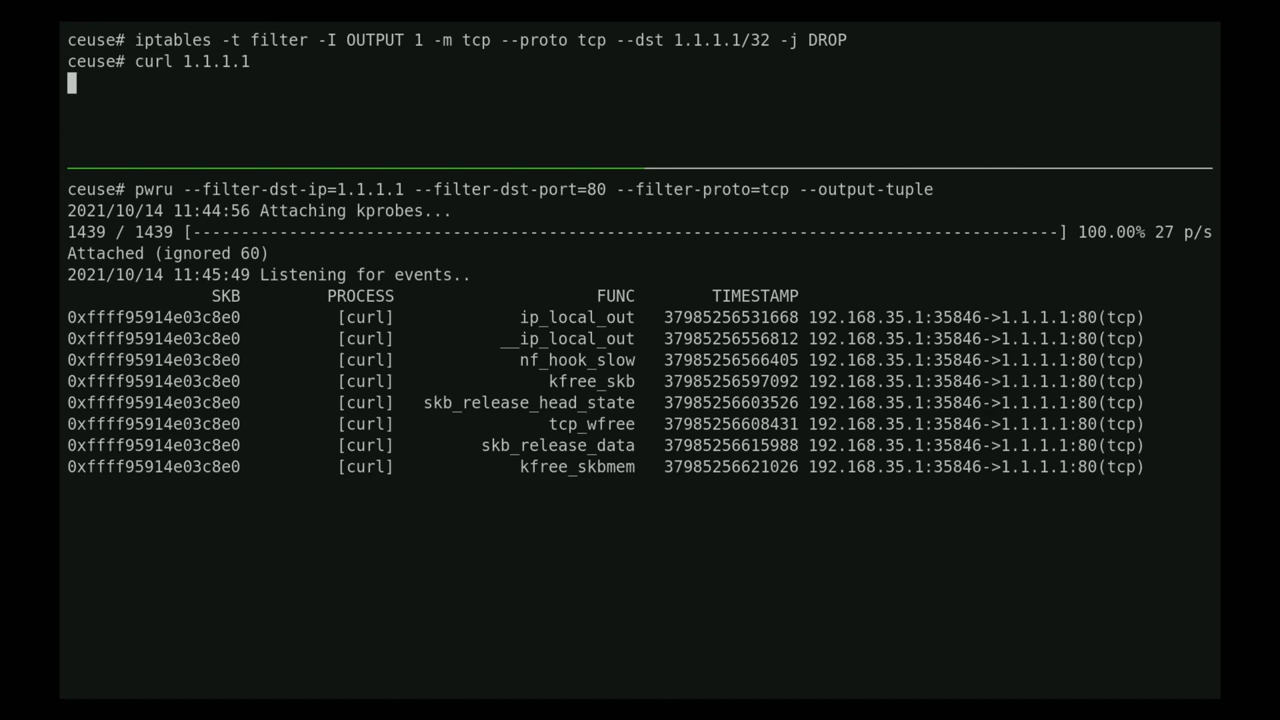 ceuse# iptables -t filter -I OUTPUT 1 -m tcp --proto tcp --dst 1.1.1.1/32 -j DROP
ceuse# curl 1.1.1.1
ceuse# pwru --filter-dst-ip=1.1.1.1 --filter-dst-port=80 --filter-proto=tcp --output-tuple
2021/10/14 11:44:56 Attaching kprobes...
1439 / 1439 [------------------------------------------------------------------------------------------] 100.00% 27 p/s
Attached (ignored 60)
2021/10/14 11:45:49 Listening for events..
SKB PROCESS FUNC TIMESTAMP
0xffff95914e03c8e0 [curl] ip_local_out 37985256531668 192.168.35.1:35846->1.1.1.1:80(tcp)
0xffff95914e03c8e0 [curl] __ip_local_out 37985256556812 192.168.35.1:35846->1.1.1.1:80(tcp)
0xffff95914e03c8e0 [curl] nf_hook_slow 37985256566405 192.168.35.1:35846->1.1.1.1:80(tcp)
0xffff95914e03c8e0 [curl] kfree_skb 37985256597092 192.168.35.1:35846->1.1.1.1:80(tcp)
0xffff95914e03c8e0 [curl] skb_release_head_state 37985256603526 192.168.35.1:35846->1.1.1.1:80(tcp)
0xffff95914e03c8e0 [curl] tcp_wfree 37985256608431 192.168.35.1:35846->1.1.1.1:80(tcp)
0xffff95914e03c8e0 [curl] skb_release_data 37985256615988 192.168.35.1:35846->1.1.1.1:80(tcp)
0xffff95914e03c8e0 [curl] kfree_skbmem 37985256621026 192.168.35.1:35846->1.1.1.1:80(tcp)